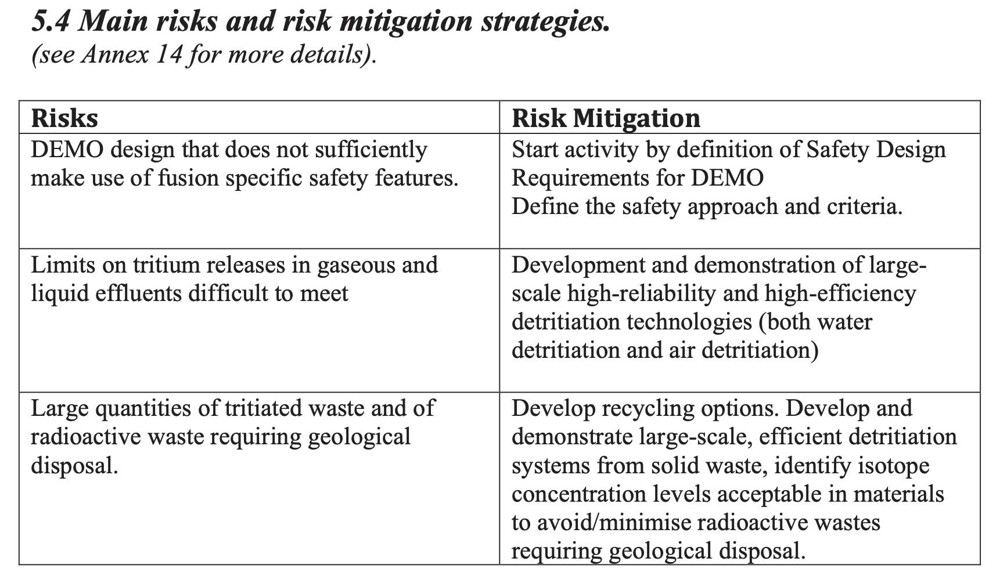 5.4 Main risks and risk mitigation strategies.
(see Annex 14 for more details).
Risks
Risk Mitigation
DEMO design that does not sufficiently
make use of fusion specific safety features.
Start activity by definition of Safety Design
Requirements for DEMO
Define the safety approach and criteria.
Limits on tritium releases in gaseous and
liquid effluents difficult to meet
Development and demonstration of large-
scale high-reliability and high-efficiency
detritiation technologies (both water
detritiation and air detritiation)
Large quantities of tritiated waste and of
radioactive waste requiring geological
disposal.
Develop recycling options. Develop and
demonstrate large-scale, efficient detritiation
systems from solid waste, identify isotope
concentration levels acceptable in materials
to avoid/minimise radioactive wastes
requiring geological disposal.